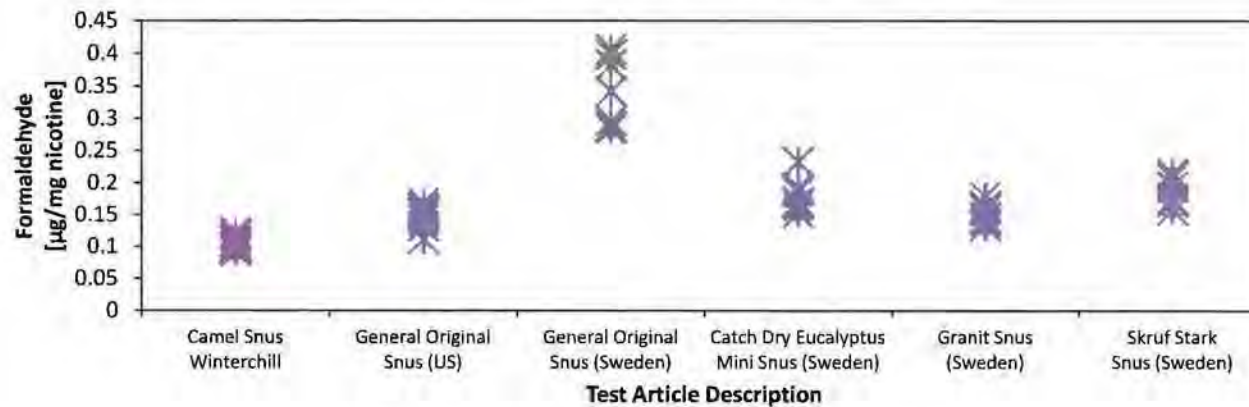 Formaldehyde
[µg/mg nicotine]
0.45
0.4
0.35
0.3
0.25
0.2
0.15
0.1
0.05
0
Camel Snus
Winterchill
General Original
Snus (US)
General Original
Snus (Sweden)
Catch Dry Eucalyptus
Mini Snus (Sweden)
Granit Snus
(Sweden)
Skruf Stark
Snus (Sweden)
Test Article Description